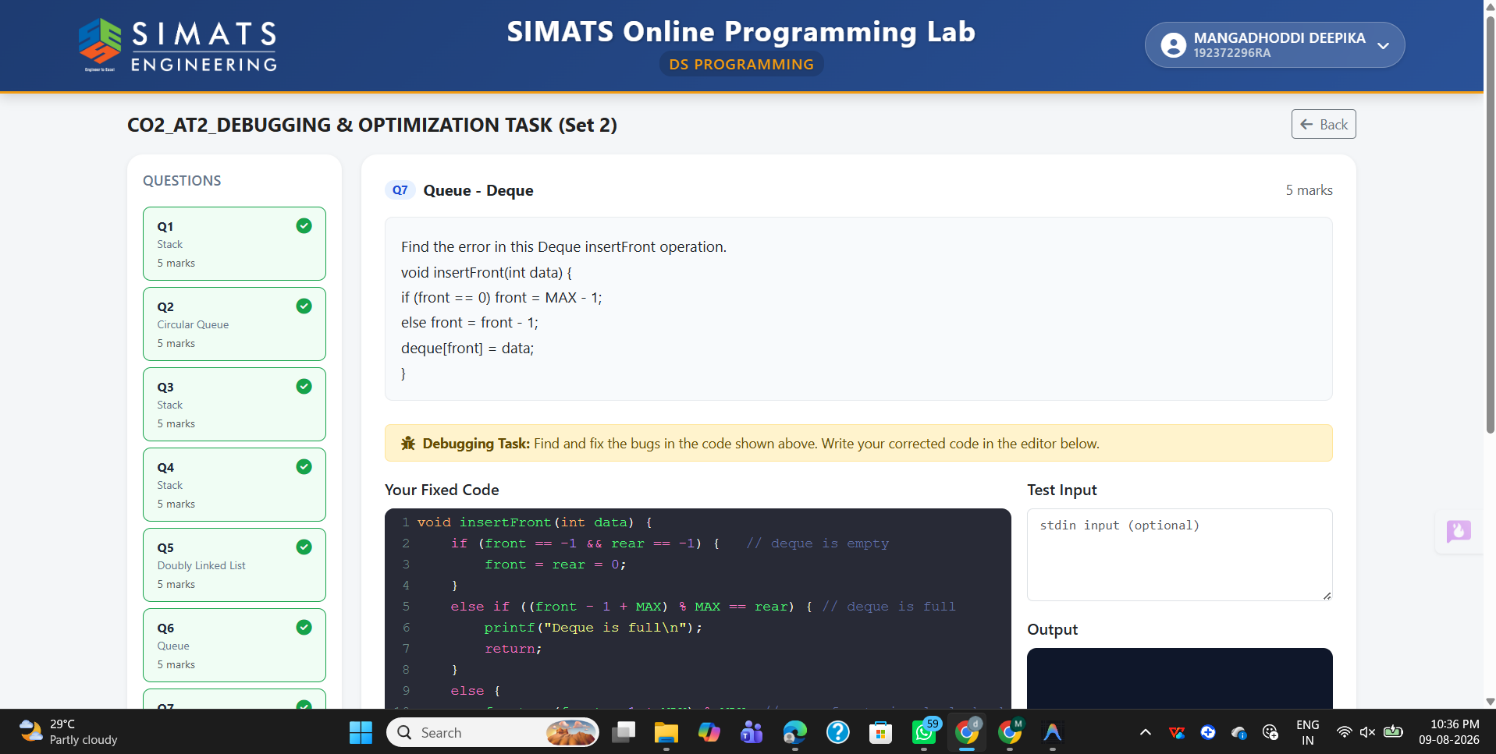 SIMATS
ENGINEERING
Engineer to Excel
SIMATS Online Programming Lab
DS PROGRAMMING
MANGADHODDI DEEPIKA
192372296RA
CO2_AT2_DEBUGGING & OPTIMIZATION TASK (Set 2)
Back
QUESTIONS
Q1
Stack
5 marks
Q2
Circular Queue
5 marks
Q3
Stack
5 marks
Q4
Stack
5 marks
Q5
Doubly Linked List
5 marks
Q6
Queue
5 marks
Q7
Q7 Queue - Deque
5 marks
Find the error in this Deque insertFront operation.
void insertFront(int data) {
if (front == 0) front = MAX - 1;
else front = front - 1;
deque[front] = data;
}
Debugging Task: Find and fix the bugs in the code shown above. Write your corrected code in the editor below.
Your Fixed Code
1 void insertFront(int data) {
2 if (front == -1 && rear == -1) { // deque is empty
3 front = rear = 0;
4 }
5 else if ((front - 1 + MAX) % MAX == rear) { // deque is full
6 printf("Deque is full\n");
7 return;
8 }
9 else {
Test Input
stdin input (optional)
Output
29°C
Partly cloudy
Search
59
d
M
ENG
IN
10:36 PM
09-08-2026